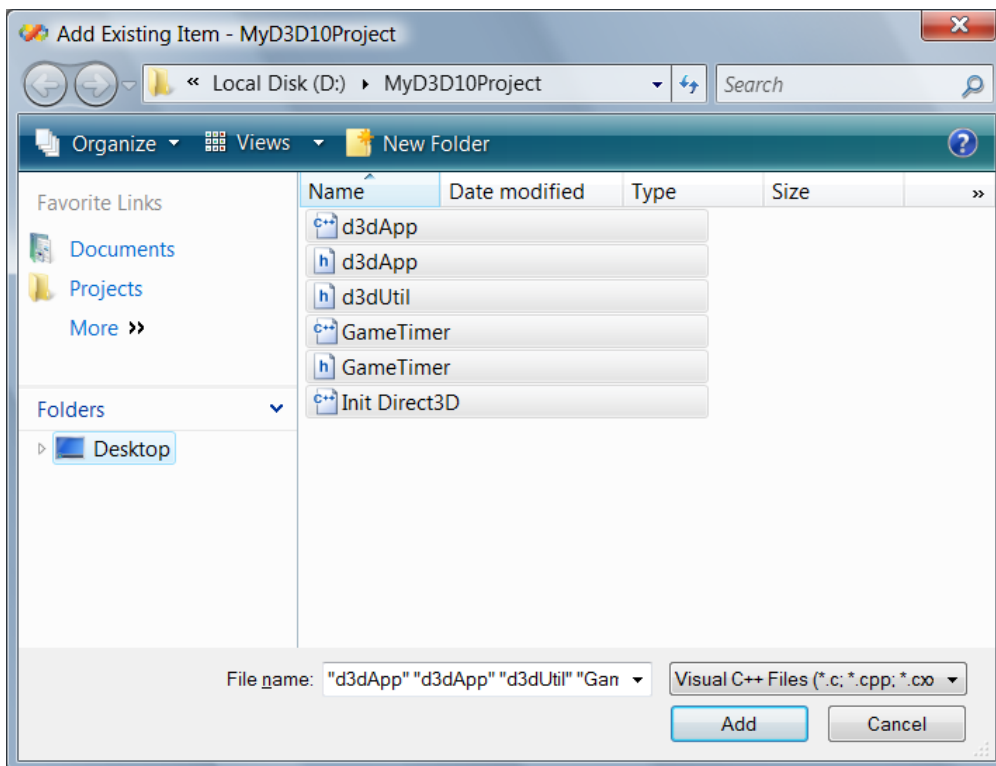 Add Existing Item - MyD3D10Project
« Local Disk (D:) ▸ MyD3D10Project Search
Organize Views New Folder
Favorite Links
Documents
Projects
More »
Folders
Desktop
Name Date modified Type Size »
d3dApp
d3dApp
d3dUtil
GameTimer
GameTimer
Init Direct3D
File name: "d3dApp" "d3dApp" "d3dUtil" "Gam Visual C++ Files (*.c; *.cpp; *.cxx
Add Cancel